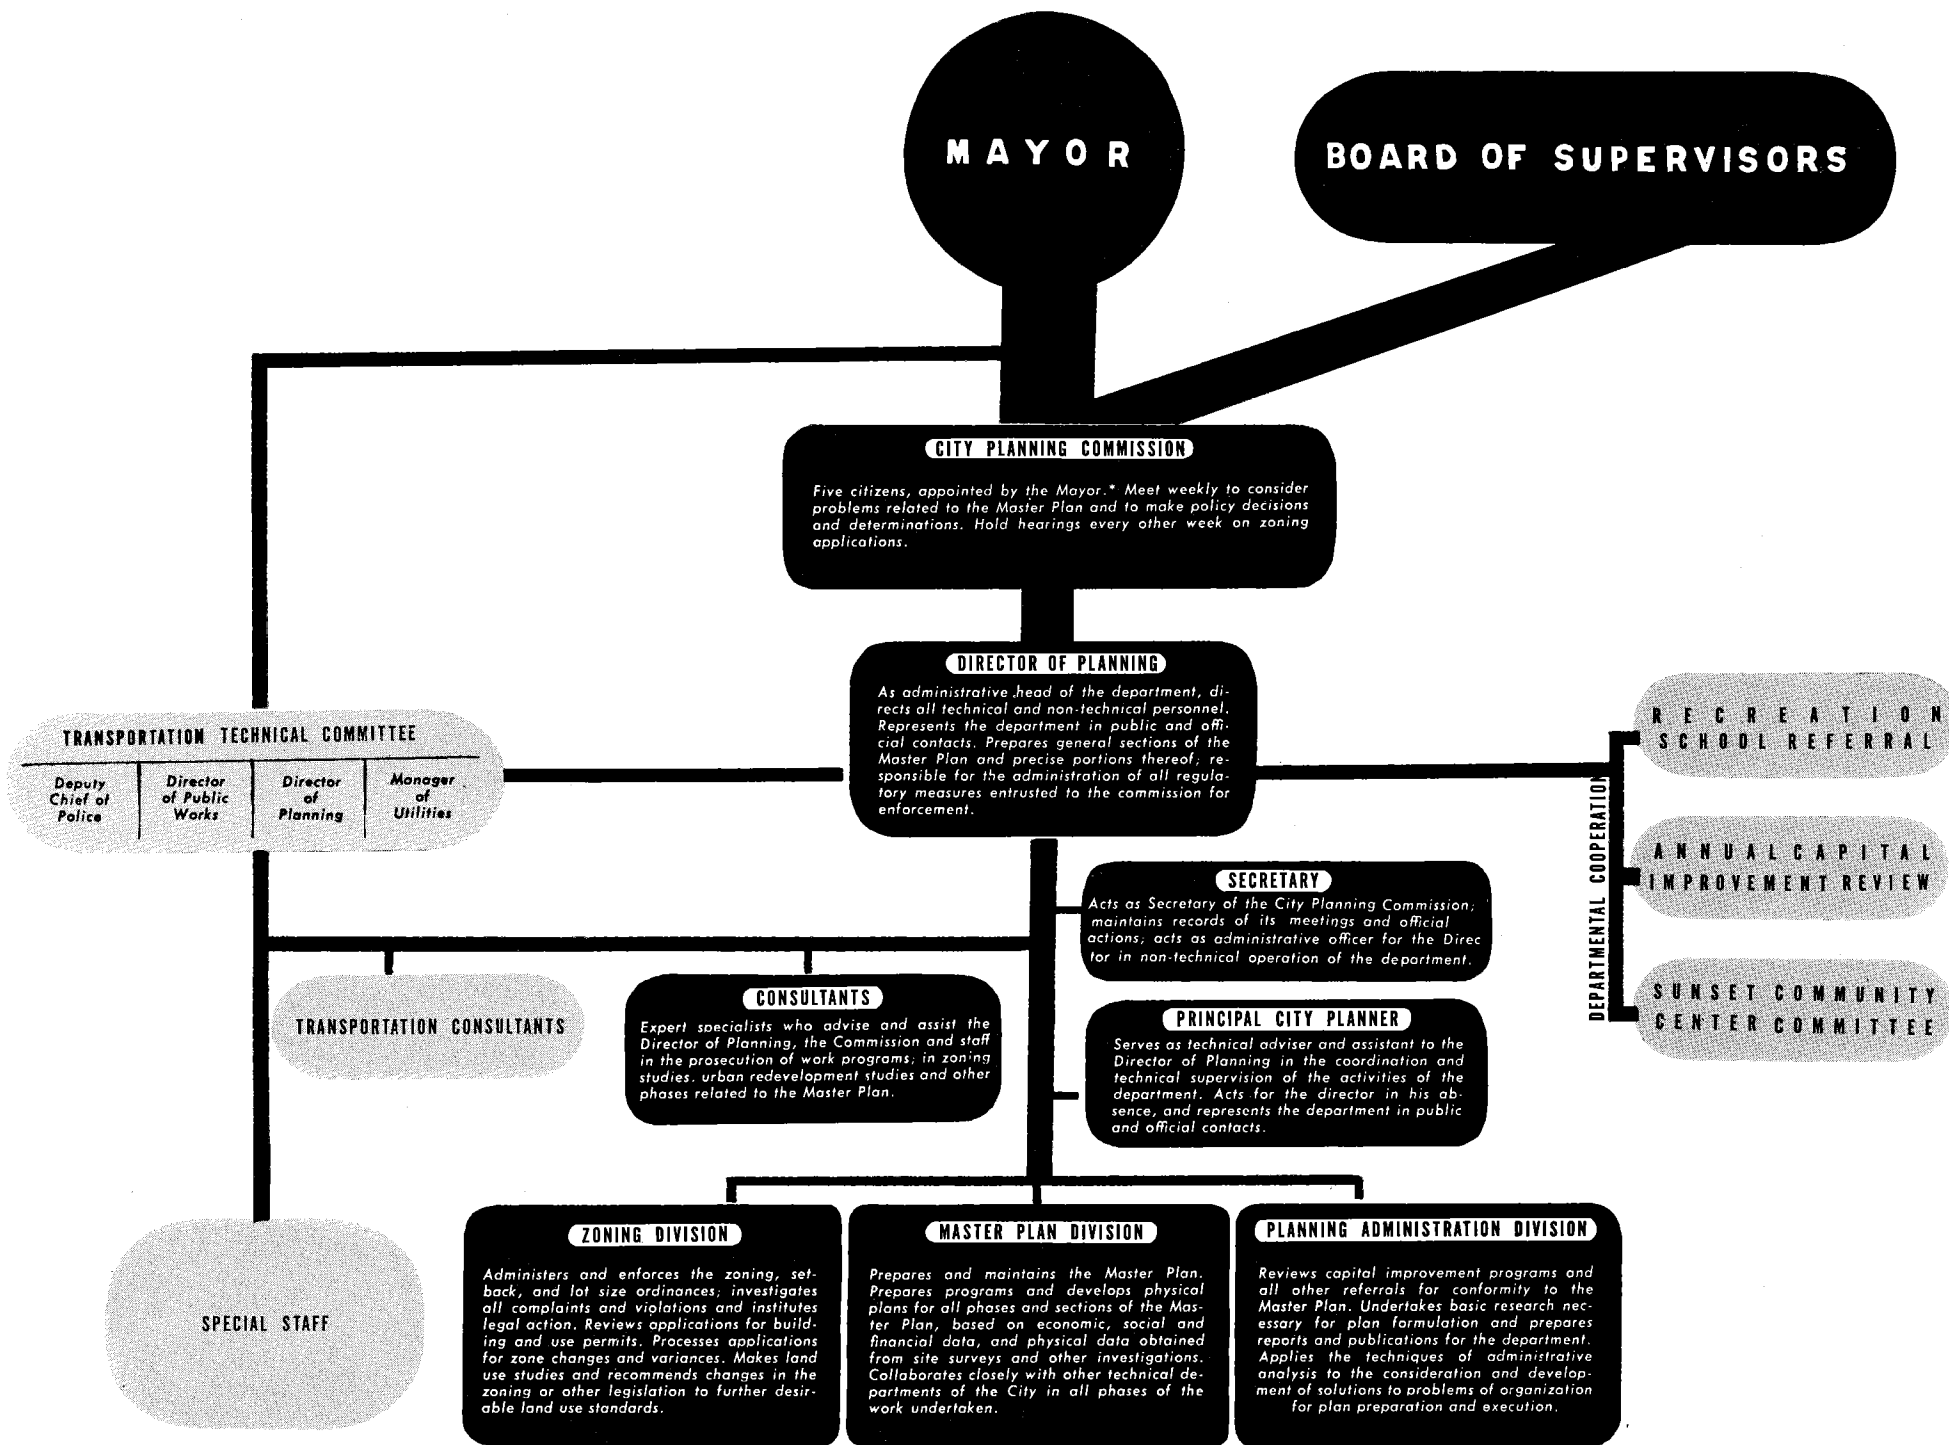 MAYOR
BOARD OF SUPERVISORS
CITY PLANNING COMMISSION
Five citizens, appointed by the Mayor.* Meet weekly to consider
problems related to the Master Plan and to make policy decisions
and determinations. Hold hearings every other week on zoning
applications.
DIRECTOR OF PLANNING
As administrative head of the department, di-
rects all technical and non-technical personnel.
Represents the department in public and offi-
cial contacts. Prepares general sections of the
Master Plan and precise portions thereof; re-
sponsible for the administration of all regula-
tory measures entrusted to the commission for
enforcement.
TRANSPORTATION TECHNICAL COMMITTEE
Deputy
Chief of
Police
Director
of Public
Works
Director
of
Planning
Manager
of
Utilities
DEPARTMENTAL COOPERATION
RECREATION
SCHOOL REFERRAL
ANNUAL CAPITAL
IMPROVEMENT REVIEW
SUNSET COMMUNITY
CENTER COMMITTEE
SECRETARY
Acts as Secretary of the City Planning Commission;
maintains records of its meetings and official
actions; acts as administrative officer for the Direc
tor in non-technical operation of the department.
TRANSPORTATION CONSULTANTS
CONSULTANTS
Expert specialists who advise and assist the
Director of Planning, the Commission and staff
in the prosecution of work programs; in zoning
studies. urban redevelopment studies and other
phases related to the Master Plan.
PRINCIPAL CITY PLANNER
Serves as technical adviser and assistant to the
Director of Planning in the coordination and
technical supervision of the activities of the
department. Acts for the director in his ab-
sence, and represents the department in public
and official contacts.
SPECIAL STAFF
ZONING DIVISION
Administers and enforces the zoning, set-
back, and lot size ordinances; investigates
all complaints and violations and institutes
legal action. Reviews applications for build-
ing and use permits. Processes applications
for zone changes and variances. Makes land
use studies and recommends changes in the
zoning or other legislation to further desir-
able land use standards.
MASTER PLAN DIVISION
Prepares and maintains the Master Plan.
Prepares programs and develops physical
plans for all phases and sections of the Mas-
ter Plan, based on economic, social and
financial data, and physical data obtained
from site surveys and other investigations.
Collaborates closely with other technical de-
partments of the City in all phases of the
work undertaken.
PLANNING ADMINISTRATION DIVISION
Reviews capital improvement programs and
all other referrals for conformity to the
Master Plan. Undertakes basic research nec-
essary for plan formulation and prepares
reports and publications for the department.
Applies the techniques of administrative
analysis to the consideration and develop-
ment of solutions to problems of organization
for plan preparation and execution.